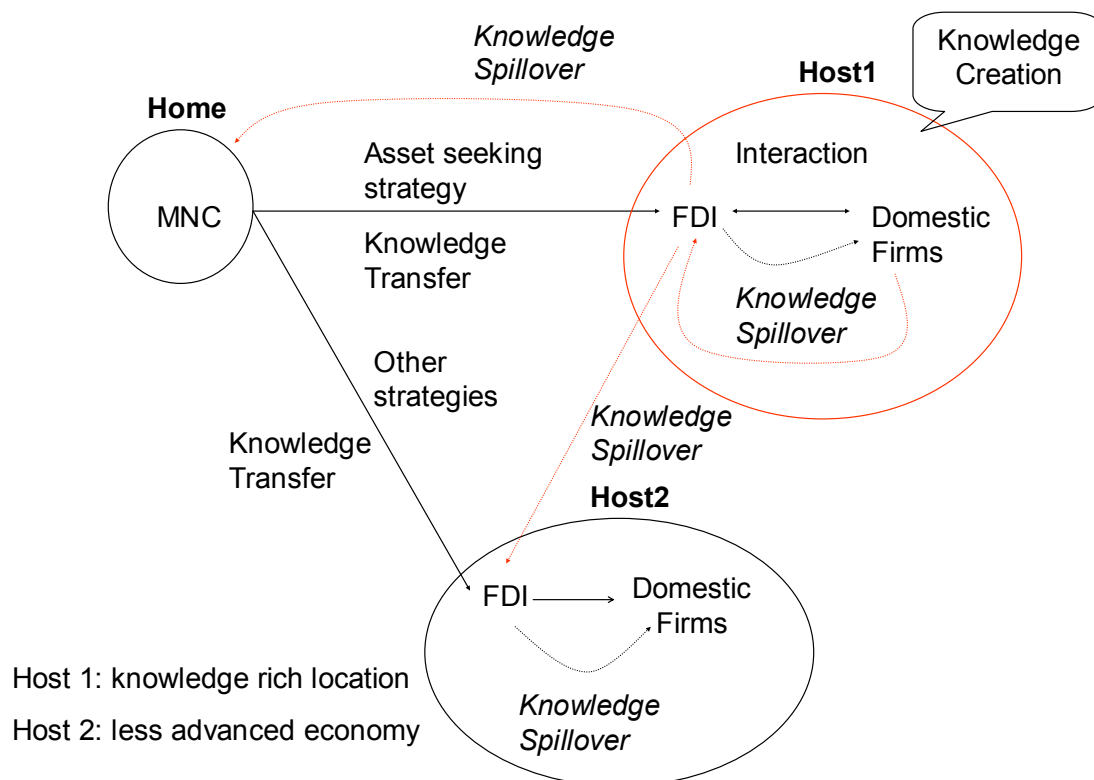 Knowledge
Spillover
Host1
Knowledge
Creation
Home
Asset seeking
strategy
Interaction
MNC
FDI
Domestic
Firms
Knowledge
Transfer
Knowledge
Spillover
Other
strategies
Knowledge
Spillover
Knowledge
Transfer
Host2
FDI
Domestic
Firms
Host 1: knowledge rich location
Knowledge
Spillover
Host 2: less advanced economy